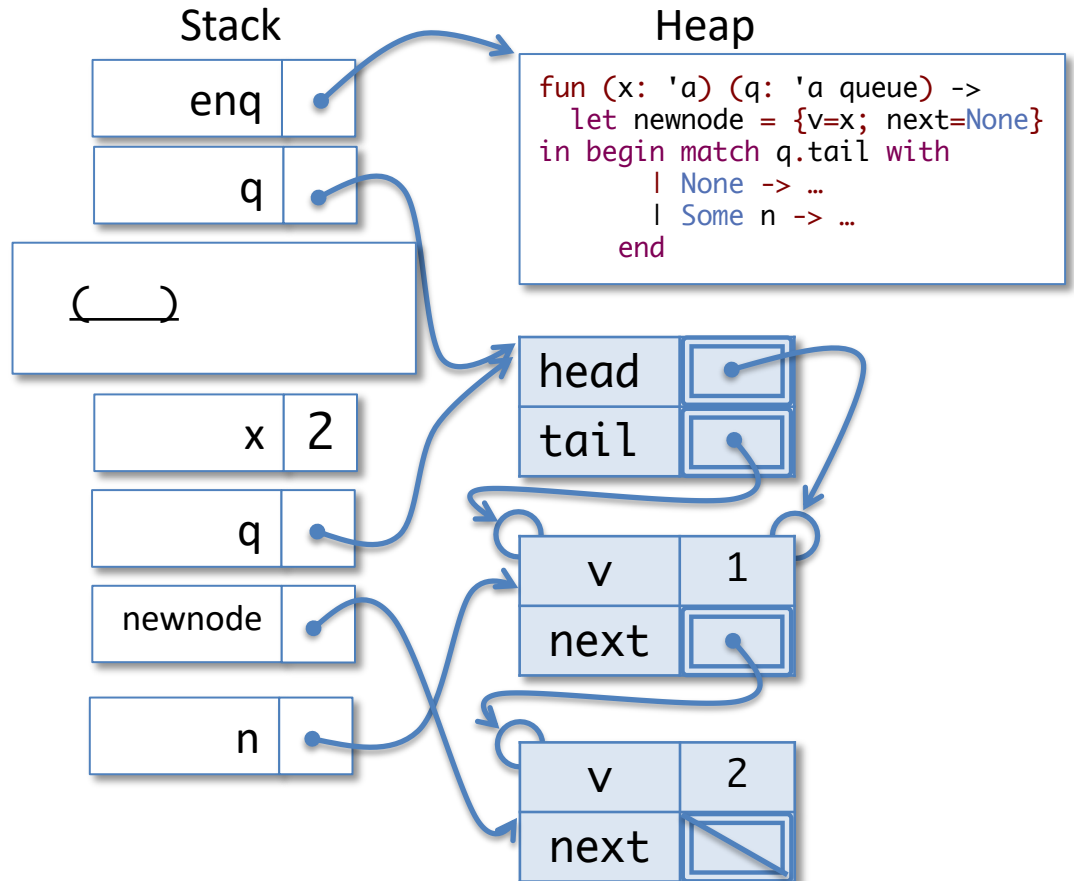 Stack
Heap
enq
fun (x: 'a) (q: 'a queue) ->
let newnode = {v=x; next=None}
in begin match q.tail with
| None -> …
| Some n -> …
end
q
(___)
head
tail
x 2
q
v 1
next
newnode
n
v 2
next